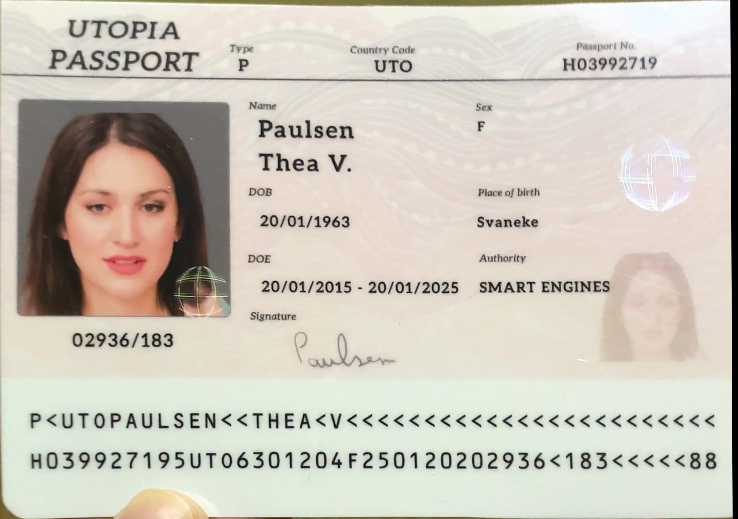 UTOPIA
PASSPORT
Type
P
Country Code
UTO
Passport No.
H03992719
Name
Paulsen
Thea V.
Sex
F
DOB
20/01/1963
Place of birth
Svaneke
DOE
20/01/2015 - 20/01/2025
Authority
SMART ENGINES
02936/183
Signature
Paulsen
P<UTOPAULSEN<<THEA<V<<<<<<<<<<<<<<<<<<<<<<<<
H039927195UTO6301204F250120202936<183<<<<<88